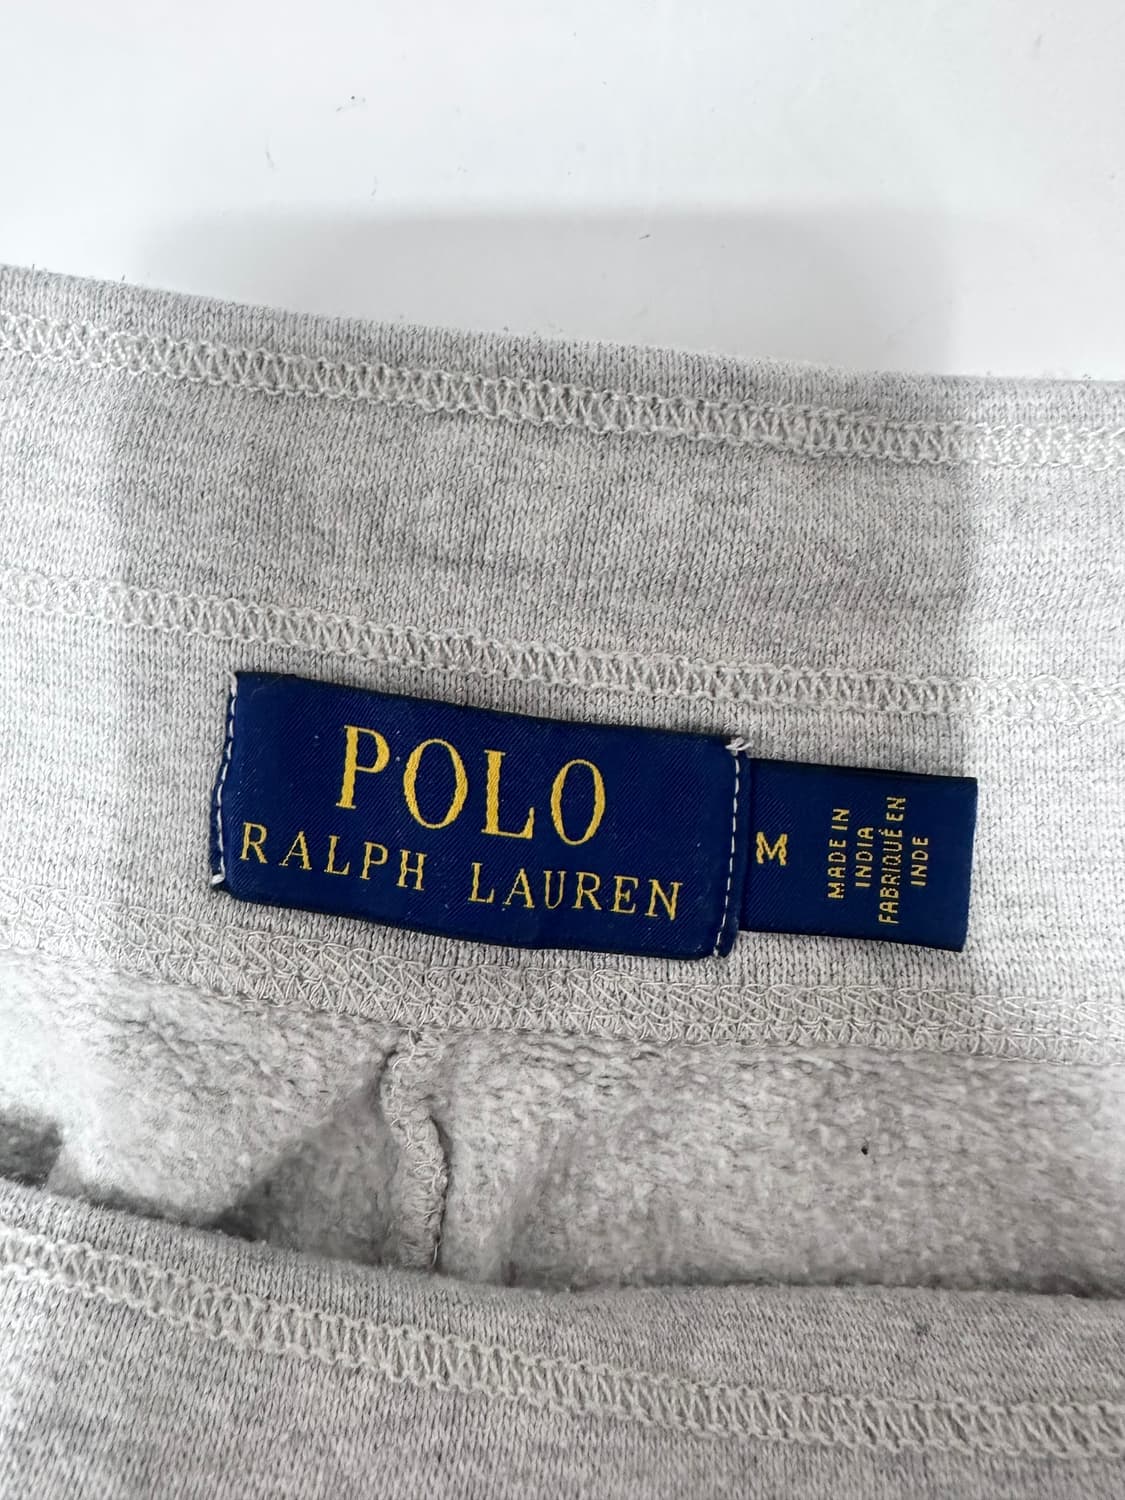 POLO
RALPH LAUREN
M
MADE IN
INDIA
FABRIQUÉ EN
INDE